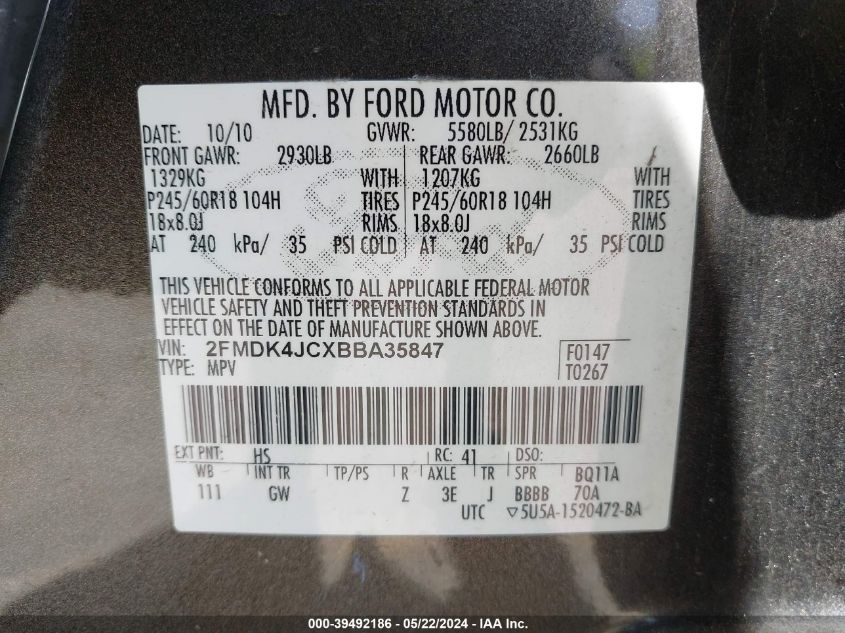 MFD. BY FORD MOTOR CO.
DATE: 10/10 GVWR: 5580LB/ 2531KG
FRONT GAWR: 2930LB REAR GAWR: 2660LB
1329KG WITH 1207KG WITH
P245/60R18 104H TIRES P245/60R18 104H TIRES
18x8.0J RIMS 18x8.0J RIMS
AT 240 kPa/ 35 PSI COLD AT 240 kPa/ 35 PSI COLD
THIS VEHICLE CONFORMS TO ALL APPLICABLE FEDERAL MOTOR
VEHICLE SAFETY AND THEFT PREVENTION STANDARDS IN
EFFECT ON THE DATE OF MANUFACTURE SHOWN ABOVE.
VIN: 2FMDK4JCXBBA35847 F0147
TYPE: MPV T0267
EXT PNT: HS RC: 41 DSO:
WB INT TR TP/PS R AXLE TR SPR BQ11A
111 GW Z 3E J BBBB 70A
UTC ▽5U5A-1520472-BA
000-39492186 - 05/22/2024 - IAA Inc.